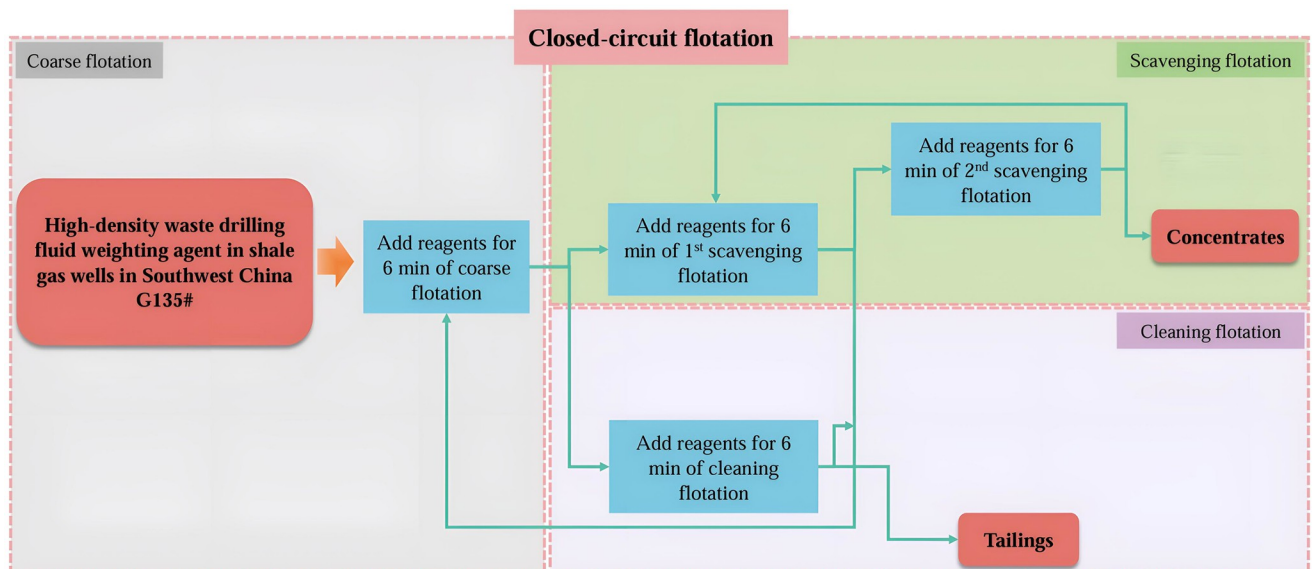 Closed-circuit flotation
Coarse flotation
Scavenging flotation
High-density waste drilling
fluid weighting agent in shale
gas wells in Southwest China
G135#
Add reagents for
6 min of coarse
flotation
Add reagents for 6
min of 1st scavenging
flotation
Add reagents for 6
min of 2nd scavenging
flotation
Concentrates
Cleaning flotation
Add reagents for 6
min of cleaning
flotation
Tailings